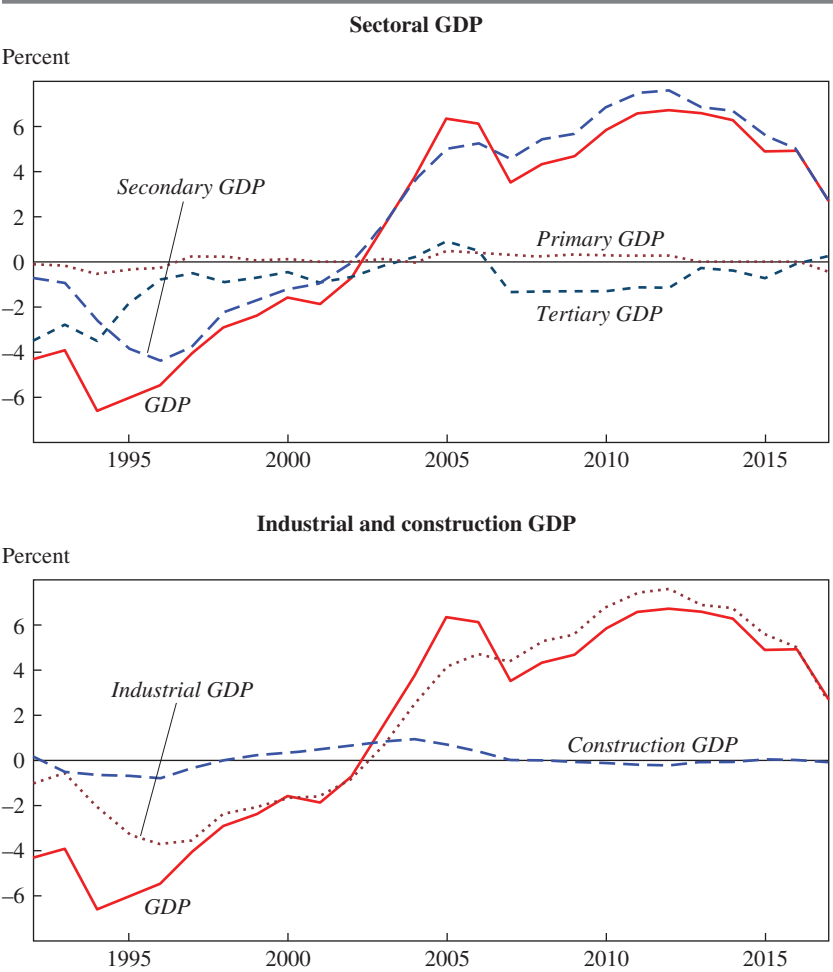 Sectoral GDP
Percent
6
4
2
0
–2
–4
–6
Secondary GDP
Primary GDP
Tertiary GDP
GDP
1995 2000 2005 2010 2015
Industrial and construction GDP
Percent
6
4
2
0
–2
–4
–6
Industrial GDP
Construction GDP
GDP
1995 2000 2005 2010 2015